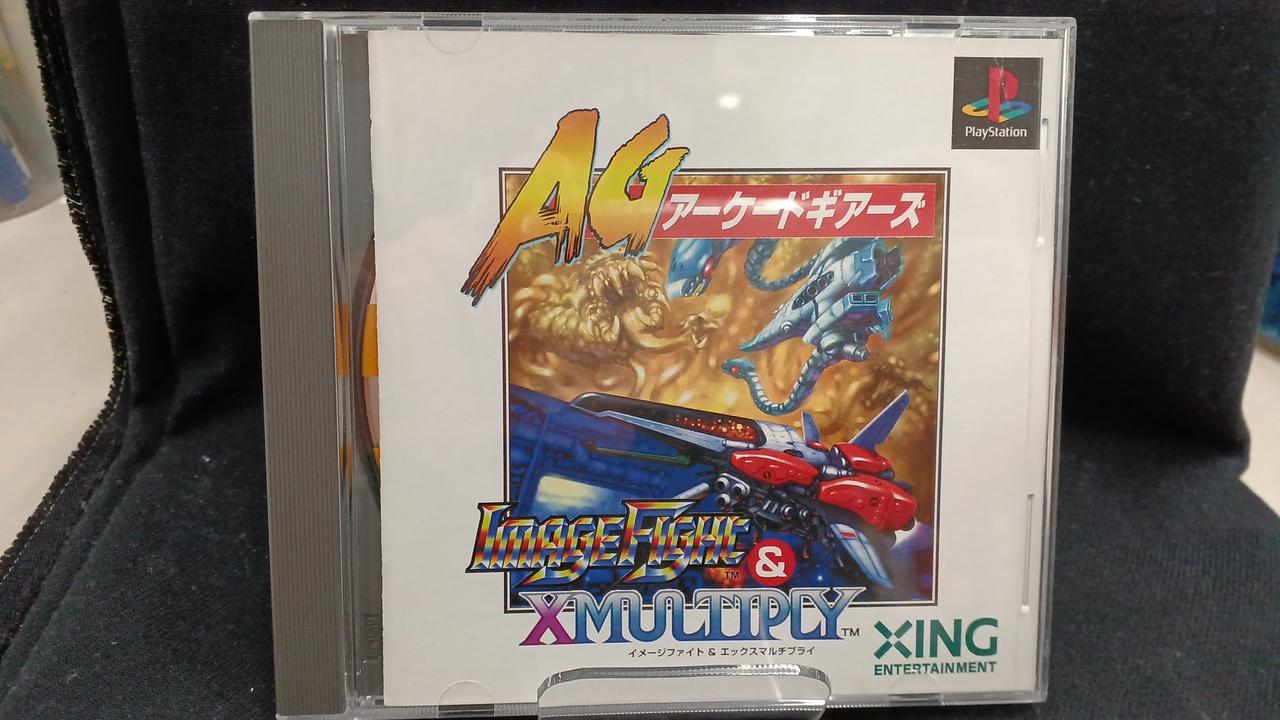 PlayStation
AG
アーケードギアーズ
IMAGE FIGHT TM
&
XMULTIPLY TM
イメージファイト & エックスマルチプライ
XING
ENTERTAINMENT